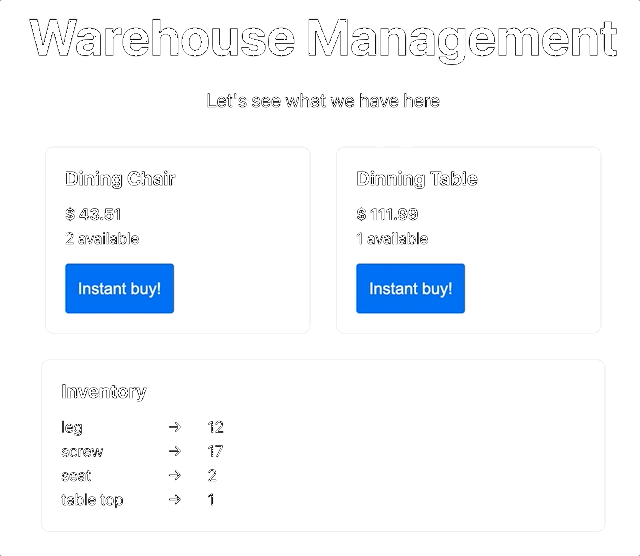 Warehouse Management
Let's see what we have here
Dining Chair
$ 43.51
2 available
Instant buy!
Dinning Table
$ 111.99
1 available
Instant buy!
Inventory
leg → 12
screw → 17
seat → 2
table top → 1